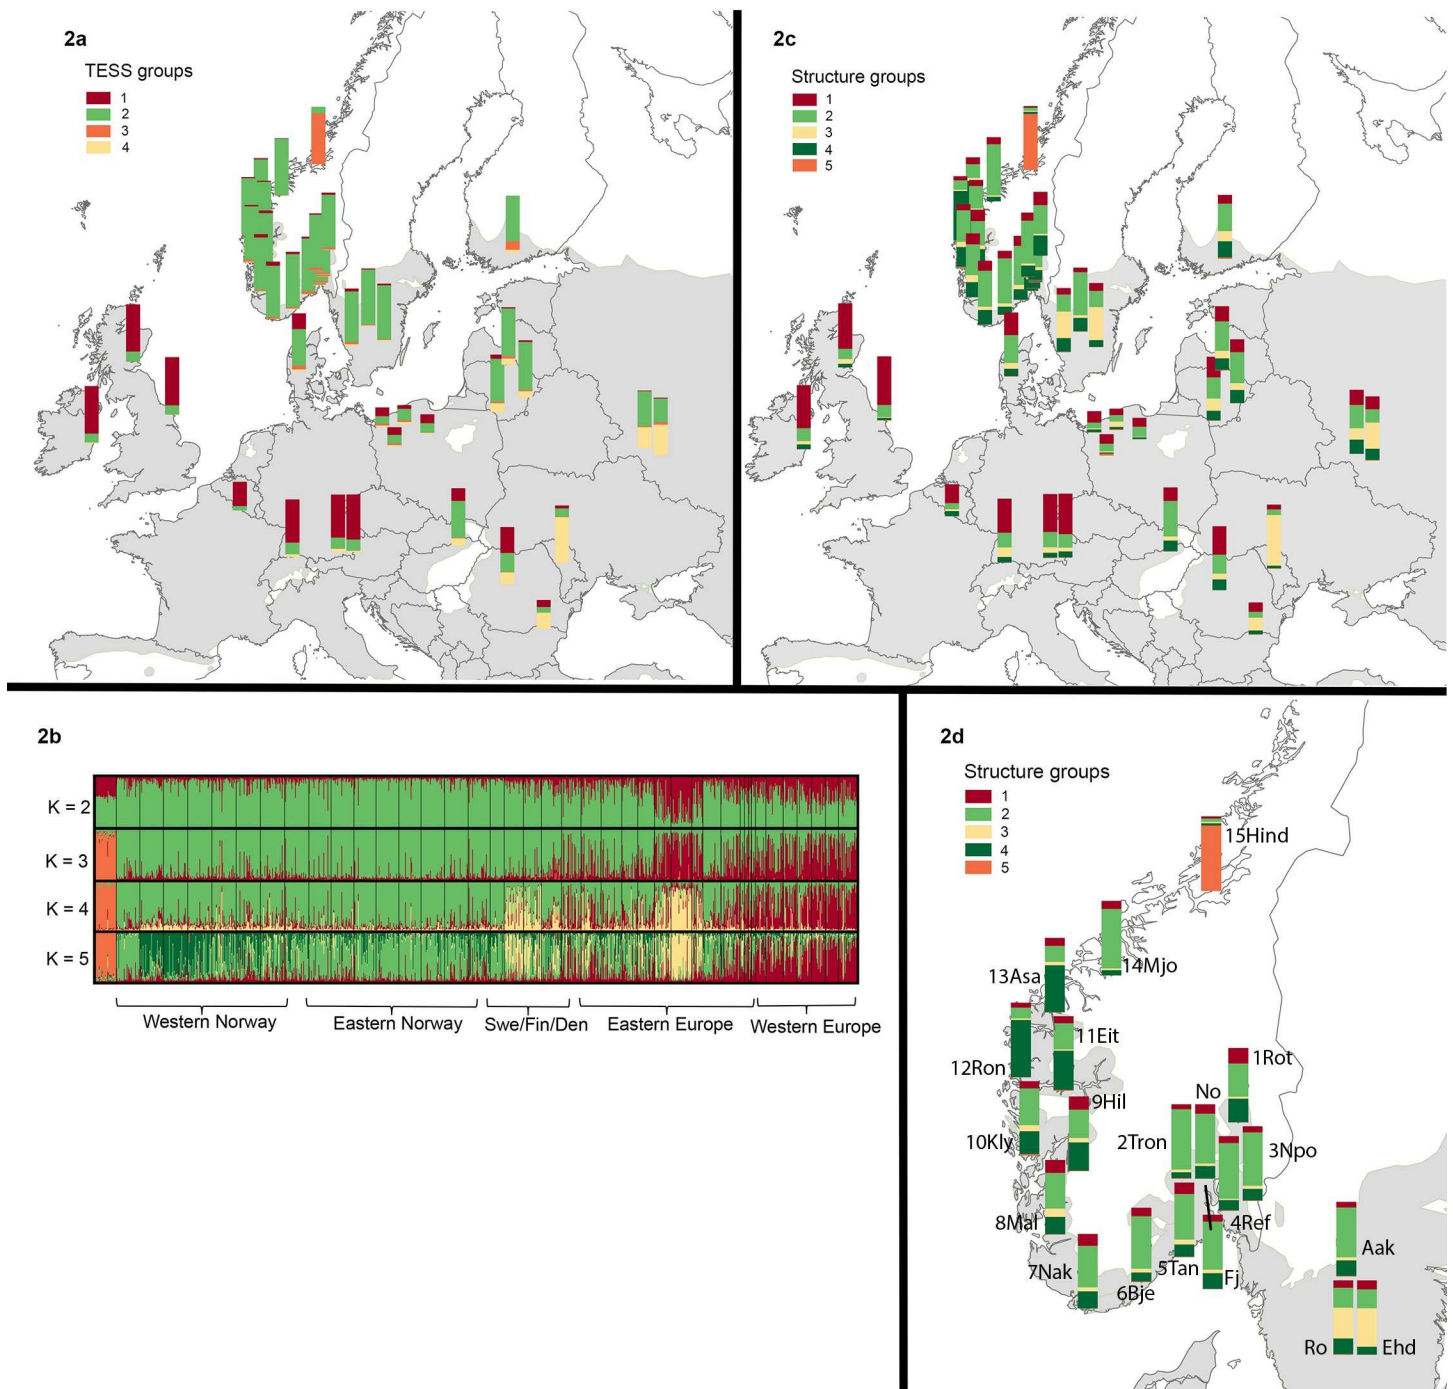 2a
TESS groups
1
2
3
4
2c
Structure groups
1
2
3
4
5
2b
K = 2
K = 3
K = 4
K = 5
Western Norway
Eastern Norway
Swe/Fin/Den
Eastern Europe
Western Europe
2d
Structure groups
1
2
3
4
5
15Hind
14Mjo
13Asa
11Eit
12Ron
1Rot
No
9Hil
10Kly
2Tron
3Npo
8Mal
4Ref
Aak
7Nak
5Tan
Fj
6Bje
Ro
Ehd